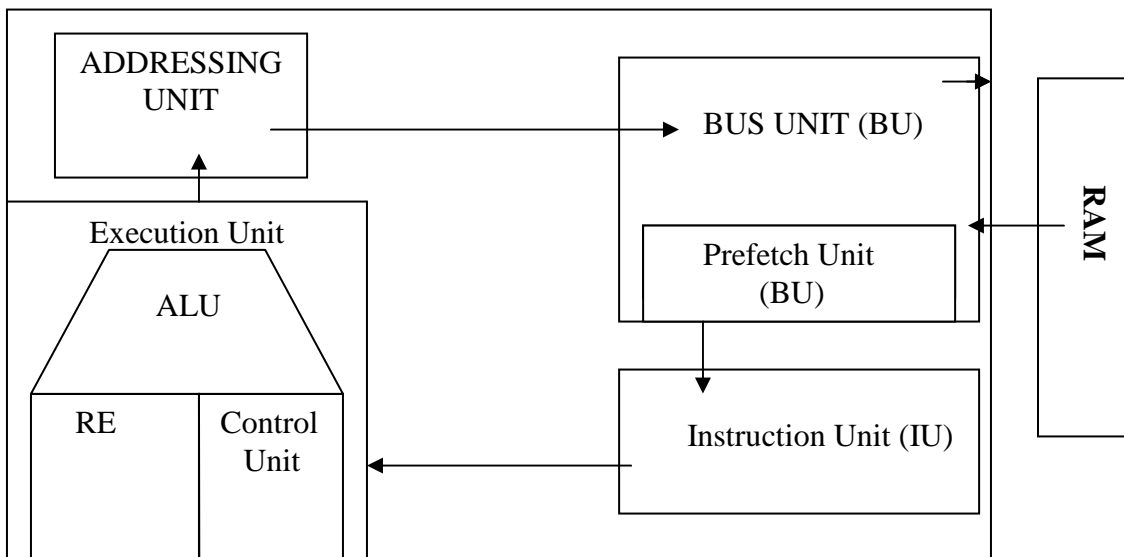 ADDRESSING
UNIT
BUS UNIT (BU)
RAM
Execution Unit
Prefetch Unit
(BU)
ALU
RE
Control
Unit
Instruction Unit (IU)